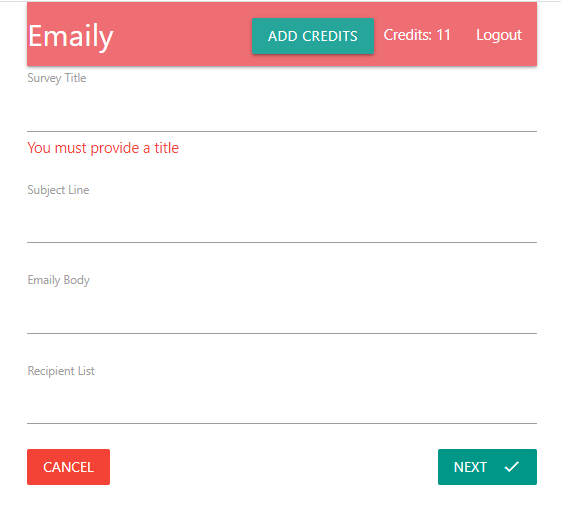 Emaily
ADD CREDITS
Credits: 11
Logout
Survey Title
You must provide a title
Subject Line
Emaily Body
Recipient List
CANCEL
NEXT